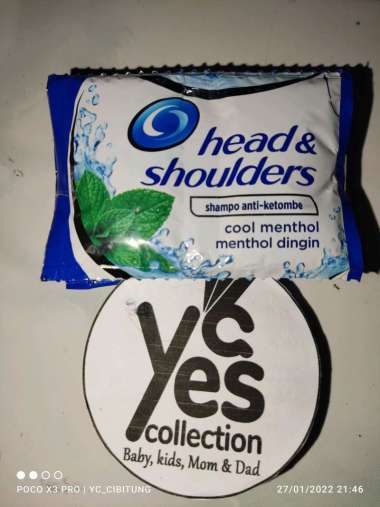 head &
shoulders
shampo anti-ketombe
cool menthol
menthol dingin
yc
yes
collection
Baby, kids, Mom & Dad
POCO X3 PRO | YC_CIBITUNG
27/01/2022 21:46